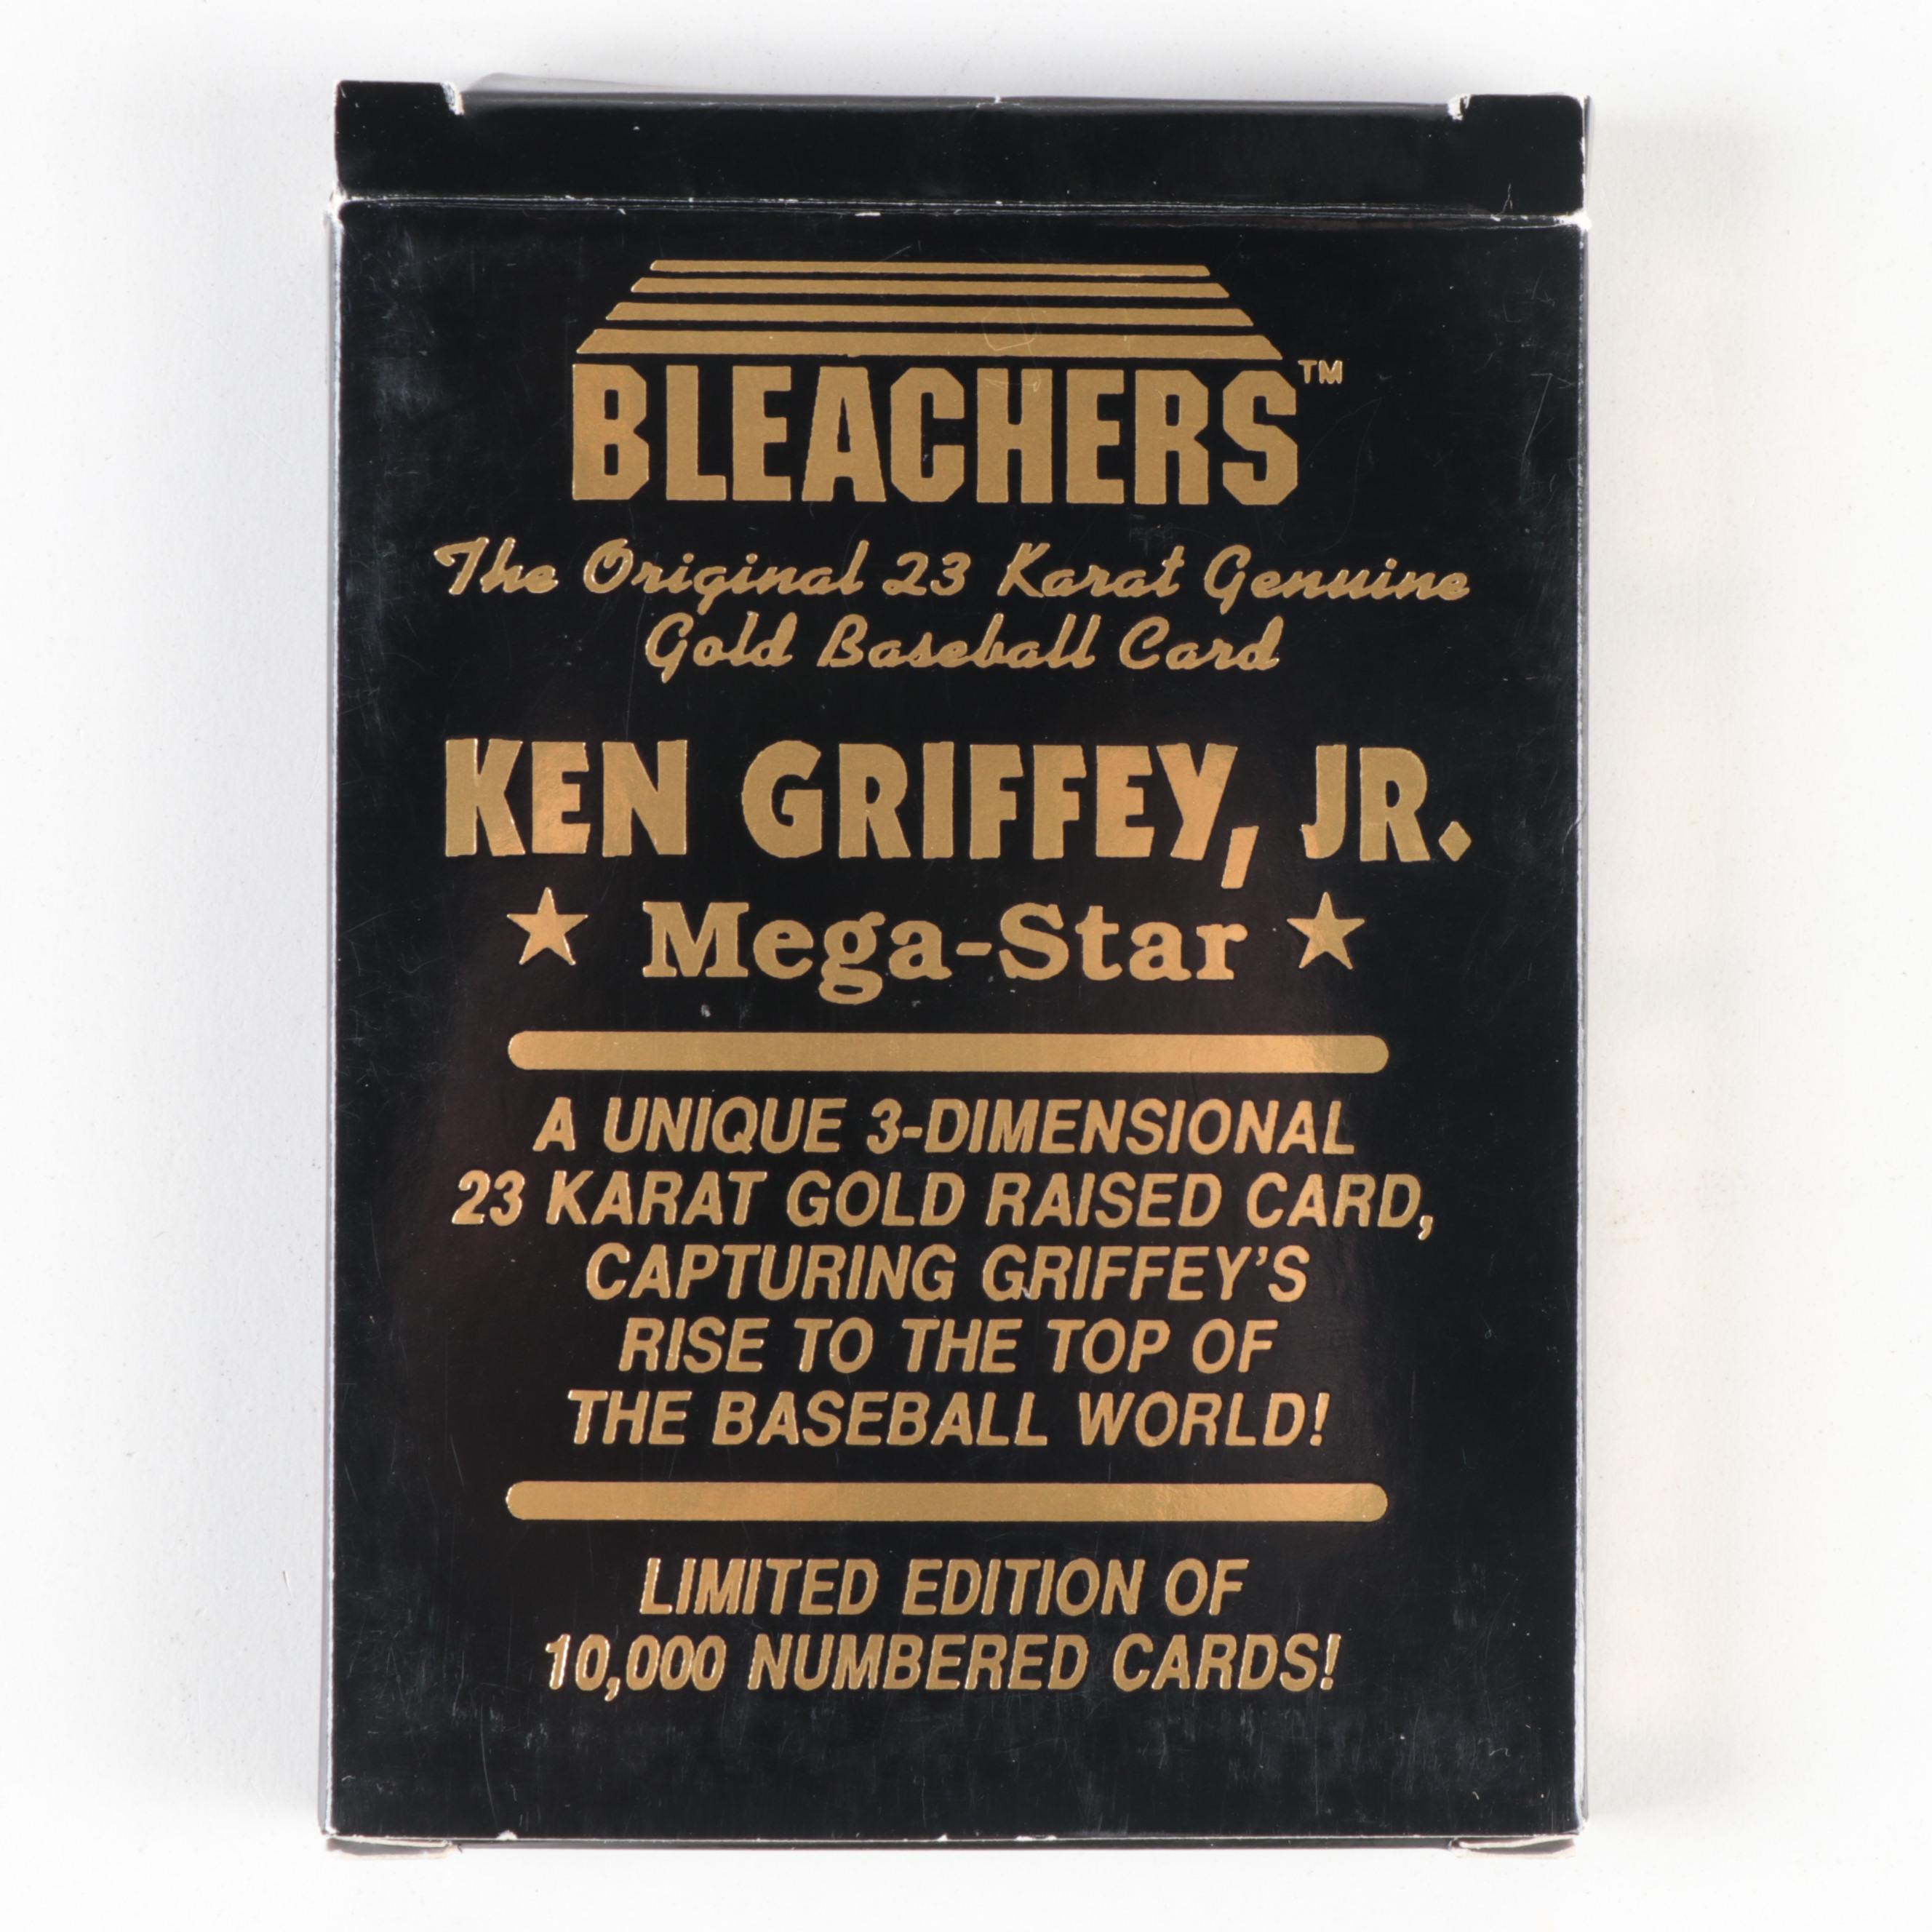 BLEACHERS™
The Original 23 Karat Genuine
Gold Baseball Card
KEN GRIFFEY, JR.
★ Mega-Star ★
A UNIQUE 3-DIMENSIONAL
23 KARAT GOLD RAISED CARD,
CAPTURING GRIFFEY'S
RISE TO THE TOP OF
THE BASEBALL WORLD!
LIMITED EDITION OF
10,000 NUMBERED CARDS!